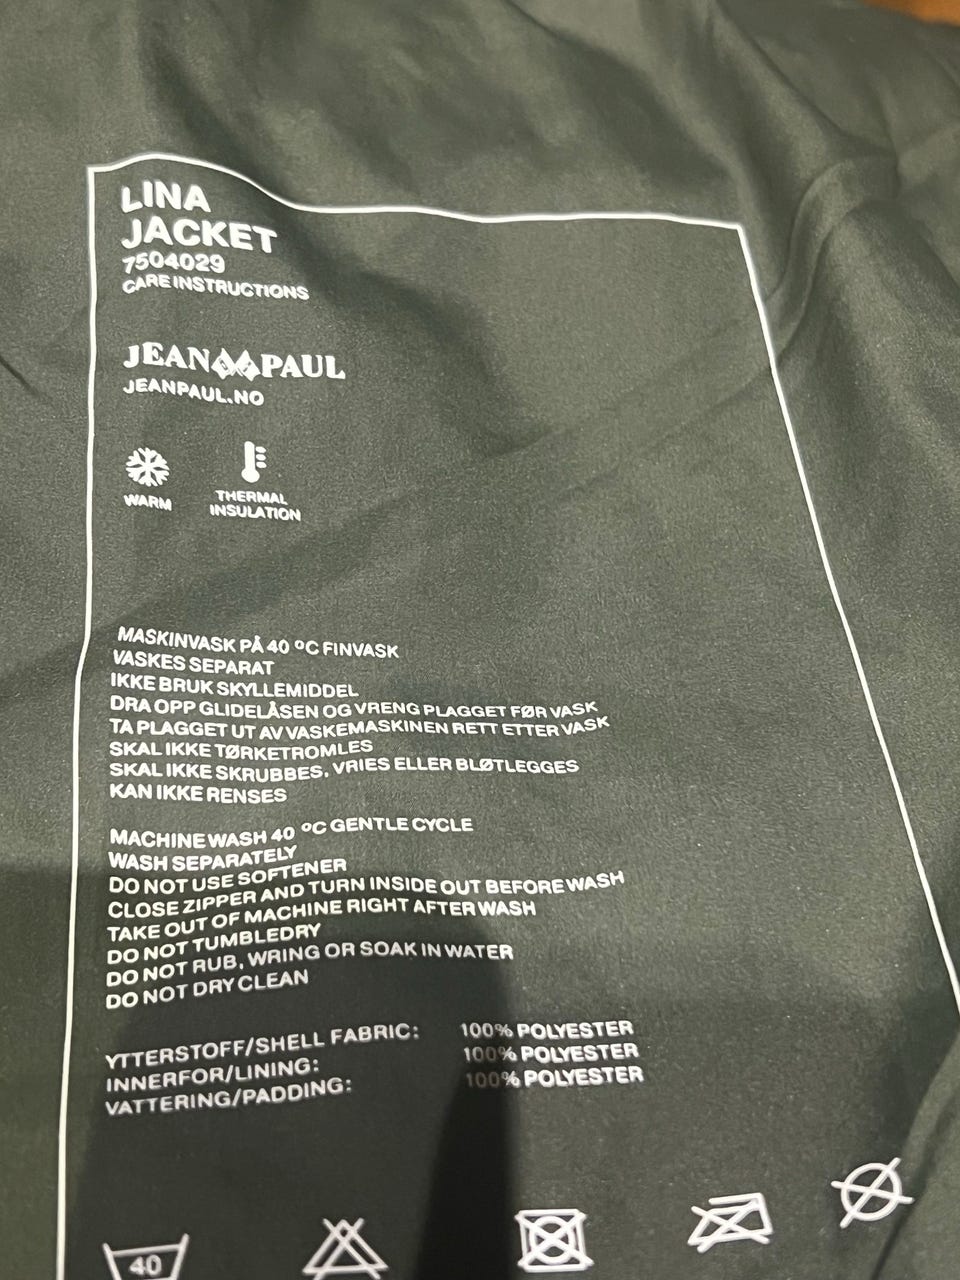 LINA
JACKET
7504029
CARE INSTRUCTIONS
JEAN PAUL
JEANPAUL.NO
WARM
THERMAL
INSULATION
MASKINVASK PÅ 40 ºC FINVASK
VASKES SEPARAT
IKKE BRUK SKYLLEMIDDEL
DRA OPP GLIDELÅSEN OG VRENG PLAGGET FØR VASK
TA PLAGGET UT AV VASKEMASKINEN RETT ETTER VASK
SKAL IKKE TØRKETROMLES
SKAL IKKE SKRUBBES, VRIES ELLER BLØTLEGGES
KAN IKKE RENSES
MACHINE WASH 40 ºC GENTLE CYCLE
WASH SEPARATELY
DO NOT USE SOFTENER
CLOSE ZIPPER AND TURN INSIDE OUT BEFORE WASH
TAKE OUT OF MACHINE RIGHT AFTER WASH
DO NOT TUMBLEDRY
DO NOT RUB, WRING OR SOAK IN WATER
DO NOT DRY CLEAN
YTTERSTOFF/SHELL FABRIC: 100% POLYESTER
INNERFOR/LINING: 100% POLYESTER
VATTERING/PADDING: 100% POLYESTER
40